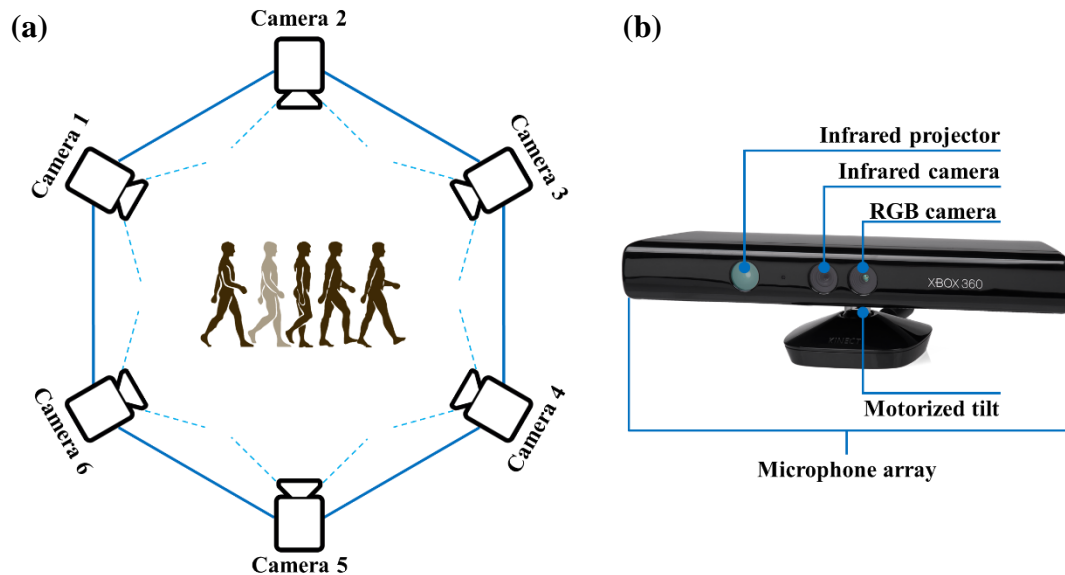 (a)
Camera 2
Camera 1
Camera 3
Camera 6
Camera 4
Camera 5
(b)
Infrared projector
Infrared camera
RGB camera
XBOX 360
KINECT
Motorized tilt
Microphone array